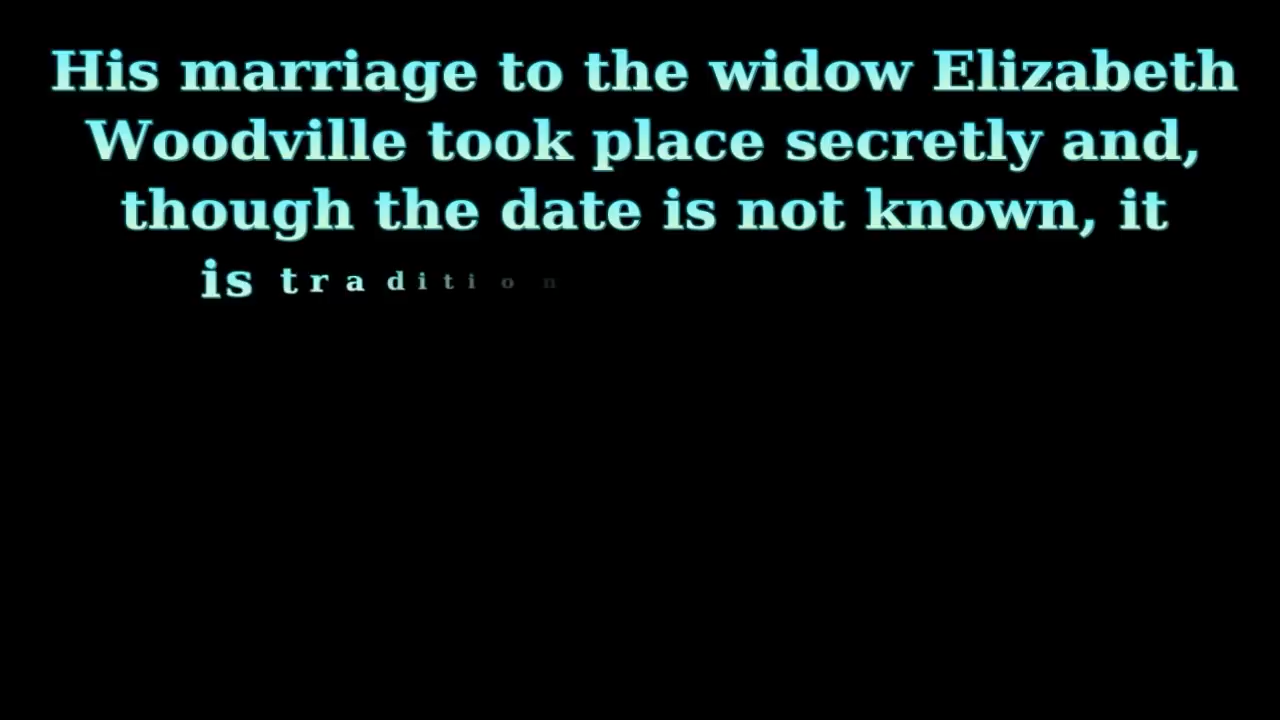 His marriage to the widow Elizabeth
Woodville took place secretly and,
though the date is not known, it
is tradition